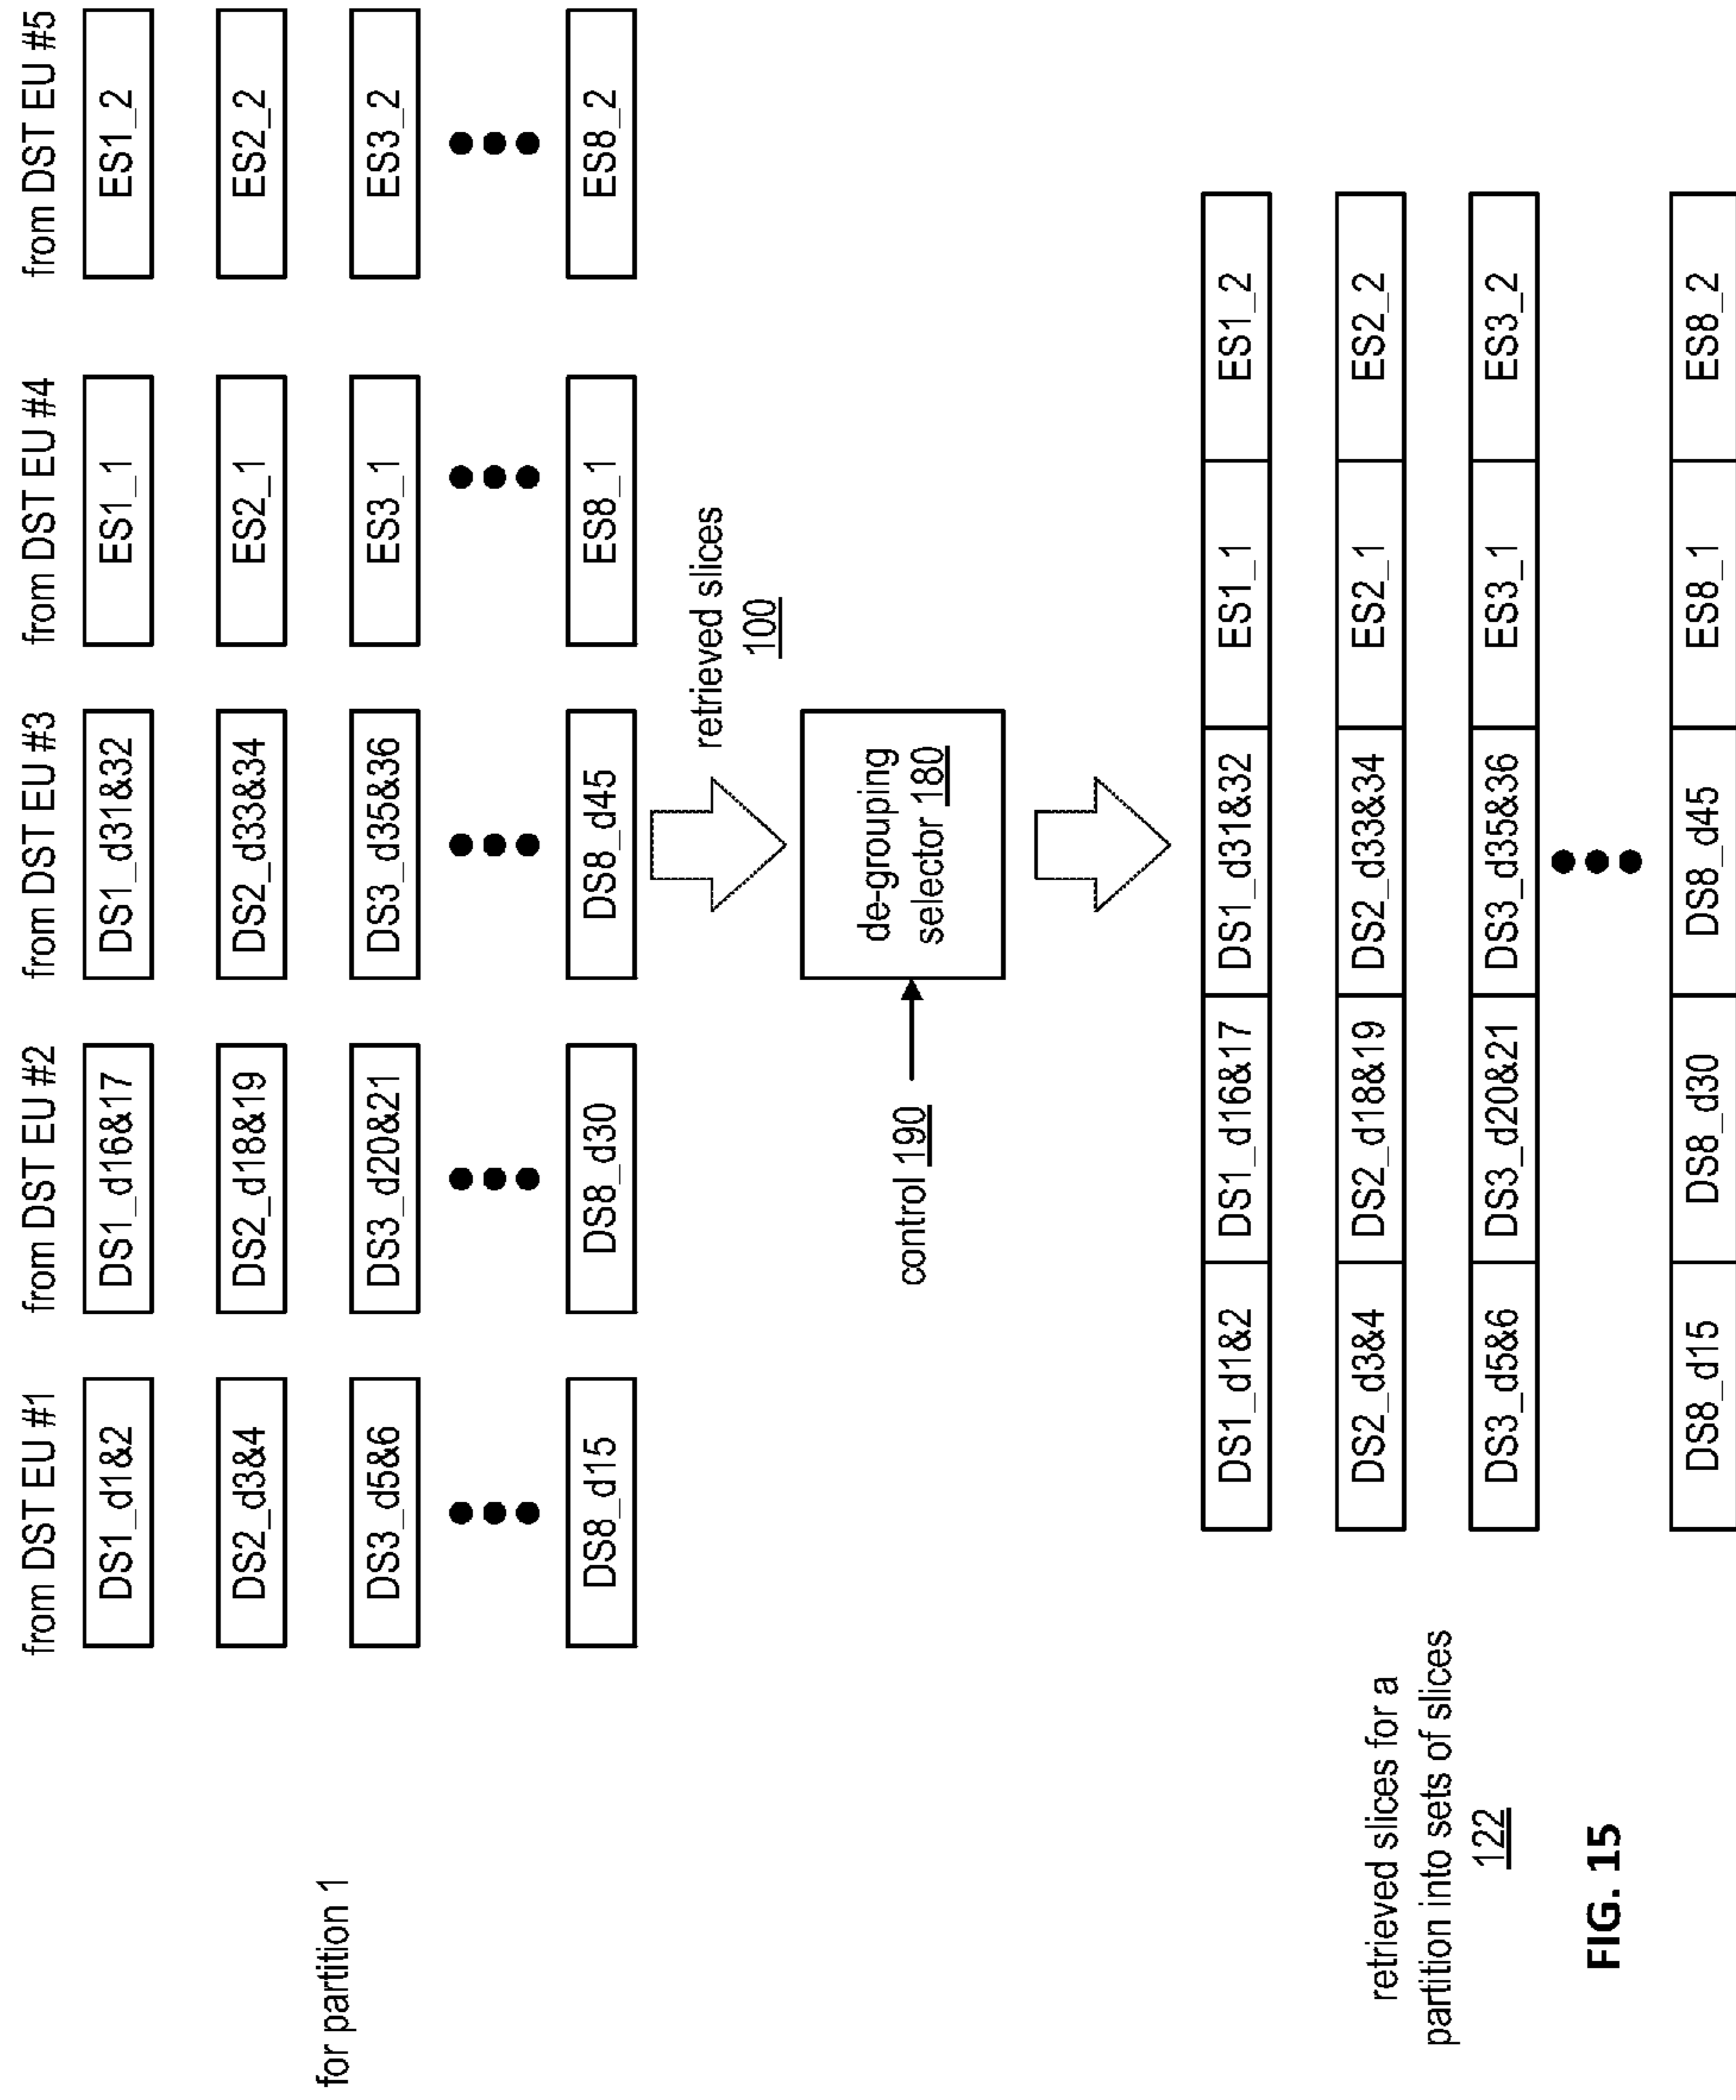 from DST EU #1
from DST EU #2
from DST EU #3
from DST EU #4
from DST EU #5
DS1_d1&2
DS1_d16&17
DS1_d31&32
ES1_1
ES1_2
DS2_d3&4
DS2_d18&19
DS2_d33&34
ES2_1
ES2_2
for partition 1
DS3_d5&6
DS3_d20&21
DS3_d35&36
ES3_1
ES3_2
DS8_d15
DS8_d30
DS8_d45
ES8_1
ES8_2
retrieved slices
100
control 190
de-grouping
selector 180
DS1_d1&2
DS1_d16&17
DS1_d31&32
ES1_1
ES1_2
DS2_d3&4
DS2_d18&19
DS2_d33&34
ES2_1
ES2_2
DS3_d5&6
DS3_d20&21
DS3_d35&36
ES3_1
ES3_2
DS8_d15
DS8_d30
DS8_d45
ES8_1
ES8_2
retrieved slices for a
partition into sets of slices
122
FIG. 15